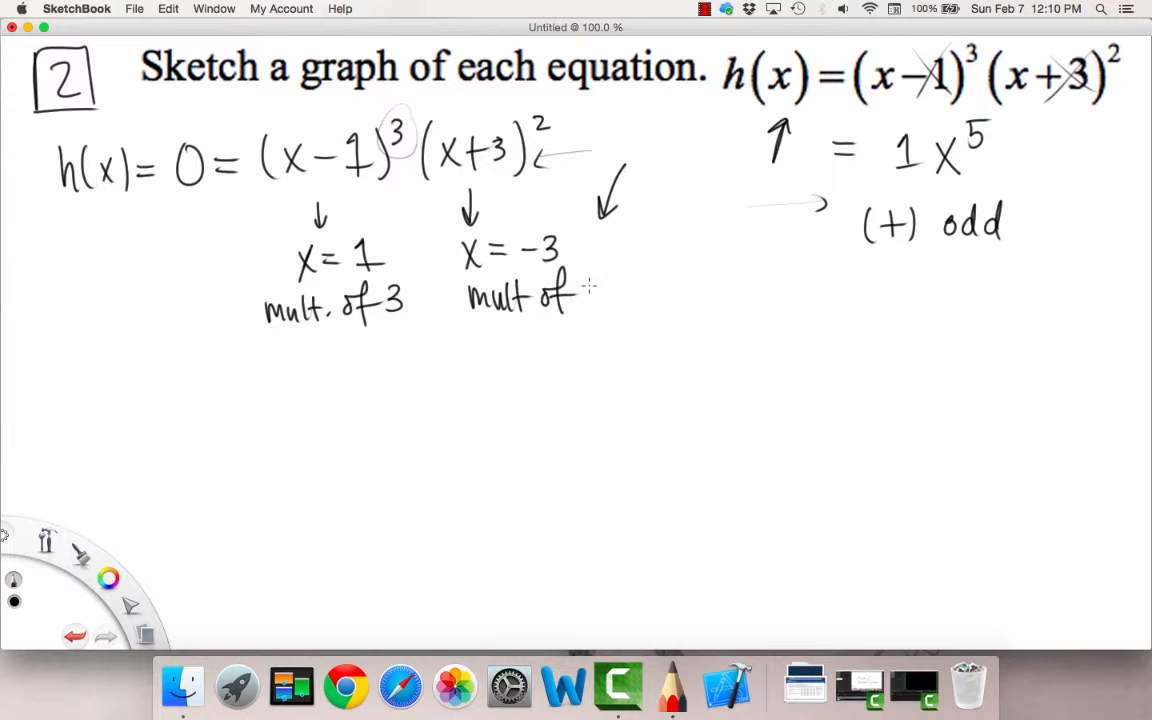 SketchBook File Edit Window My Account Help 100% Sun Feb 7 12:10 PM
Untitled @ 100.0 %
2 Sketch a graph of each equation. h(x)=(x−1)³(x+3)²
h(x)= 0= (x−1)³(x+3)² = 1x⁵
(+) odd
x= 1 x= −3
mult. of 3 mult of